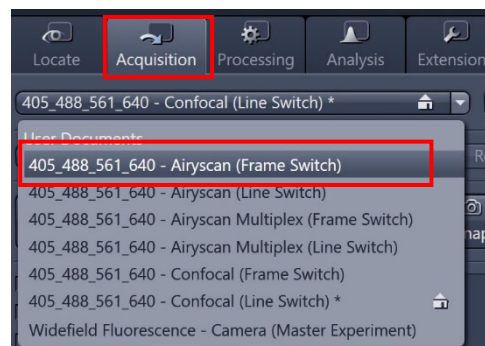 Locate Acquisition Processing Analysis Extension
405_488_561_640 - Confocal (Line Switch) *
User Documents
405_488_561_640 - Airyscan (Frame Switch)
405_488_561_640 - Airyscan (Line Switch)
405_488_561_640 - Airyscan Multiplex (Frame Switch)
405_488_561_640 - Airyscan Multiplex (Line Switch)
405_488_561_640 - Confocal (Frame Switch)
405_488_561_640 - Confocal (Line Switch) *
Widefield Fluorescence - Camera (Master Experiment)